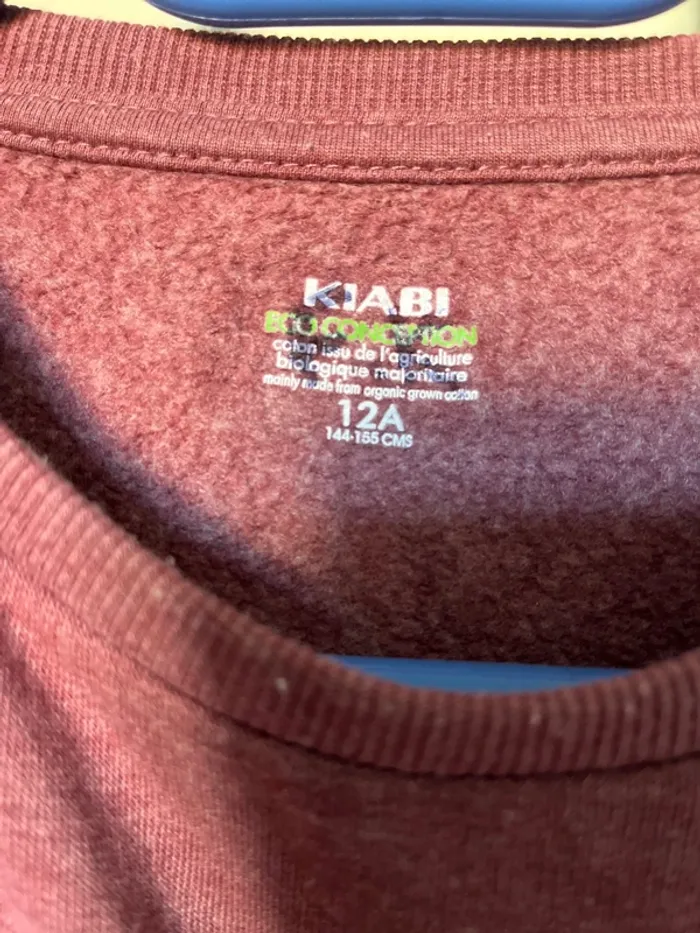 KIABI
ECO-CONCEPTION
coton issu de l'agriculture
biologique majoritaire
mainly made from organic grown cotton
12A
144-155 CMS